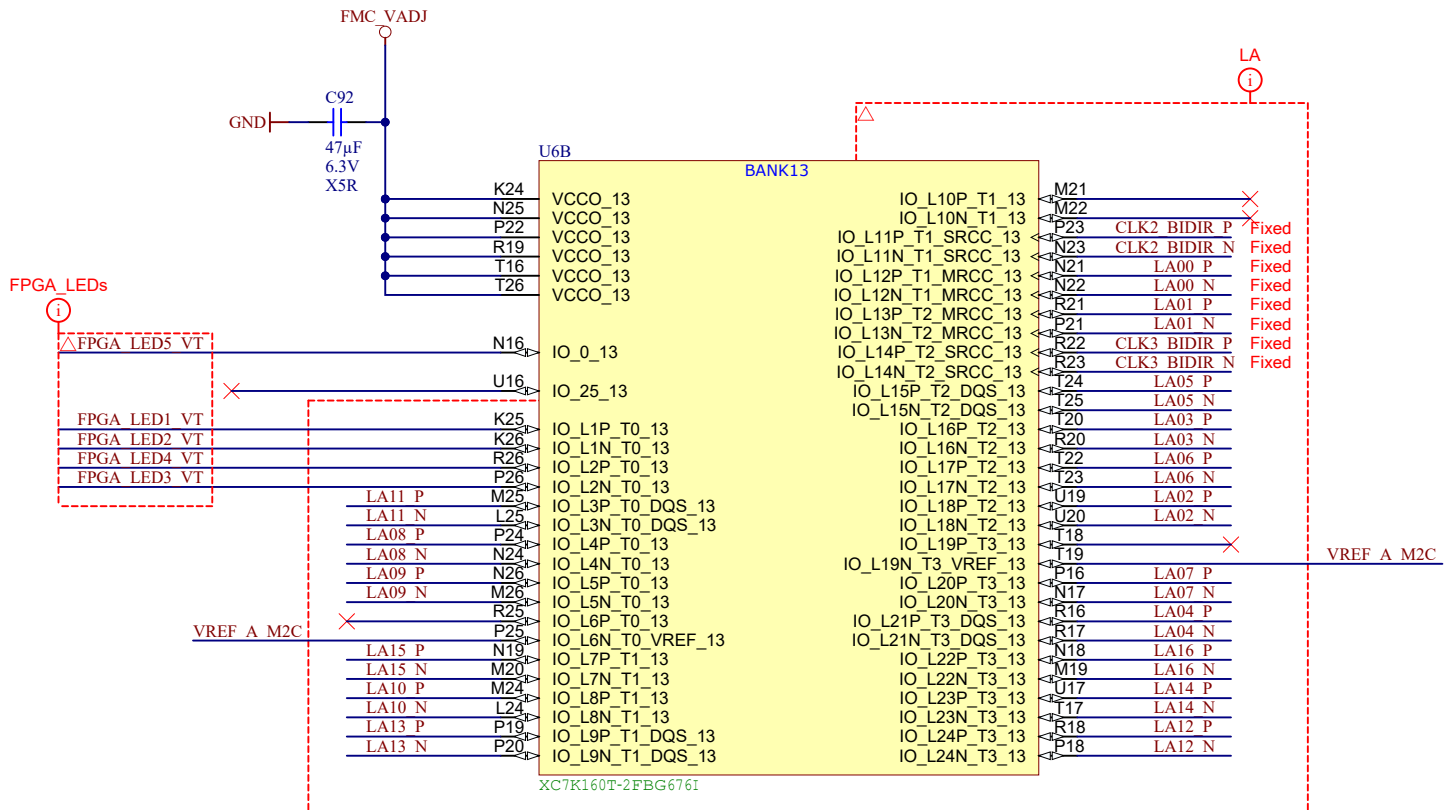 FMC_VADJ
LA
i
C92
GND
47µF
6.3V
X5R
U6B
BANK13
K24 VCCO_13
N25 VCCO_13
P22 VCCO_13
R19 VCCO_13
T16 VCCO_13
T26 VCCO_13
FPGA_LEDs
i
FPGA_LED5_VT N16 IO_0_13
U16 IO_25_13
FPGA_LED1_VT K25 IO_L1P_T0_13
FPGA_LED2_VT K26 IO_L1N_T0_13
FPGA_LED4_VT R26 IO_L2P_T0_13
FPGA_LED3_VT P26 IO_L2N_T0_13
LA11_P M25 IO_L3P_T0_DQS_13
LA11_N L25 IO_L3N_T0_DQS_13
LA08_P P24 IO_L4P_T0_13
LA08_N N24 IO_L4N_T0_13
LA09_P N26 IO_L5P_T0_13
LA09_N M26 IO_L5N_T0_13
R25 IO_L6P_T0_13
VREF_A_M2C P25 IO_L6N_T0_VREF_13
LA15_P N19 IO_L7P_T1_13
LA15_N M20 IO_L7N_T1_13
LA10_P M24 IO_L8P_T1_13
LA10_N L24 IO_L8N_T1_13
LA13_P P19 IO_L9P_T1_DQS_13
LA13_N P20 IO_L9N_T1_DQS_13
IO_L10P_T1_13 M21
IO_L10N_T1_13 M22
IO_L11P_T1_SRCC_13 P23 CLK2_BIDIR_P Fixed
IO_L11N_T1_SRCC_13 N23 CLK2_BIDIR_N Fixed
IO_L12P_T1_MRCC_13 N21 LA00_P Fixed
IO_L12N_T1_MRCC_13 N22 LA00_N Fixed
IO_L13P_T2_MRCC_13 R21 LA01_P Fixed
IO_L13N_T2_MRCC_13 P21 LA01_N Fixed
IO_L14P_T2_SRCC_13 R22 CLK3_BIDIR_P Fixed
IO_L14N_T2_SRCC_13 R23 CLK3_BIDIR_N Fixed
IO_L15P_T2_DQS_13 T24 LA05_P
IO_L15N_T2_DQS_13 T25 LA05_N
IO_L16P_T2_13 T20 LA03_P
IO_L16N_T2_13 R20 LA03_N
IO_L17P_T2_13 T22 LA06_P
IO_L17N_T2_13 T23 LA06_N
IO_L18P_T2_13 U19 LA02_P
IO_L18N_T2_13 U20 LA02_N
IO_L19P_T3_13 T18
IO_L19N_T3_VREF_13 T19 VREF_A_M2C
IO_L20P_T3_13 P16 LA07_P
IO_L20N_T3_13 N17 LA07_N
IO_L21P_T3_DQS_13 R16 LA04_P
IO_L21N_T3_DQS_13 R17 LA04_N
IO_L22P_T3_13 N18 LA16_P
IO_L22N_T3_13 M19 LA16_N
IO_L23P_T3_13 U17 LA14_P
IO_L23N_T3_13 T17 LA14_N
IO_L24P_T3_13 R18 LA12_P
IO_L24N_T3_13 P18 LA12_N
XC7K160T-2FBG676I